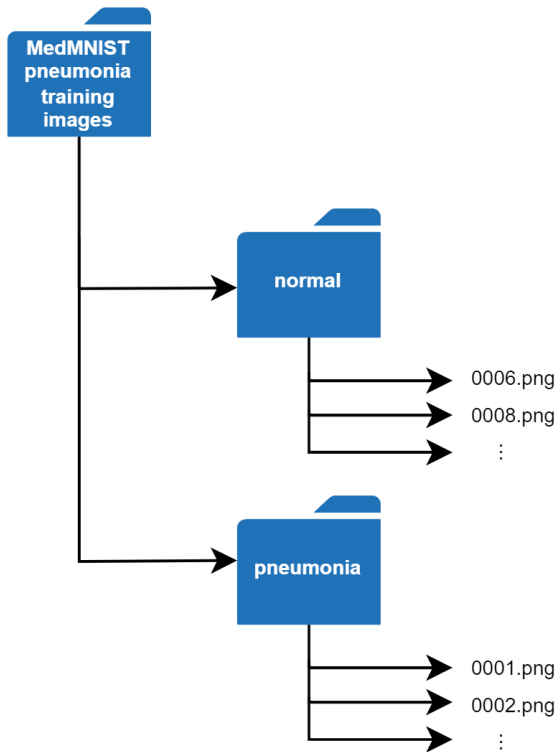 MedMNIST
pneumonia
training
images
normal
0006.png
0008.png
⋮
pneumonia
0001.png
0002.png
⋮